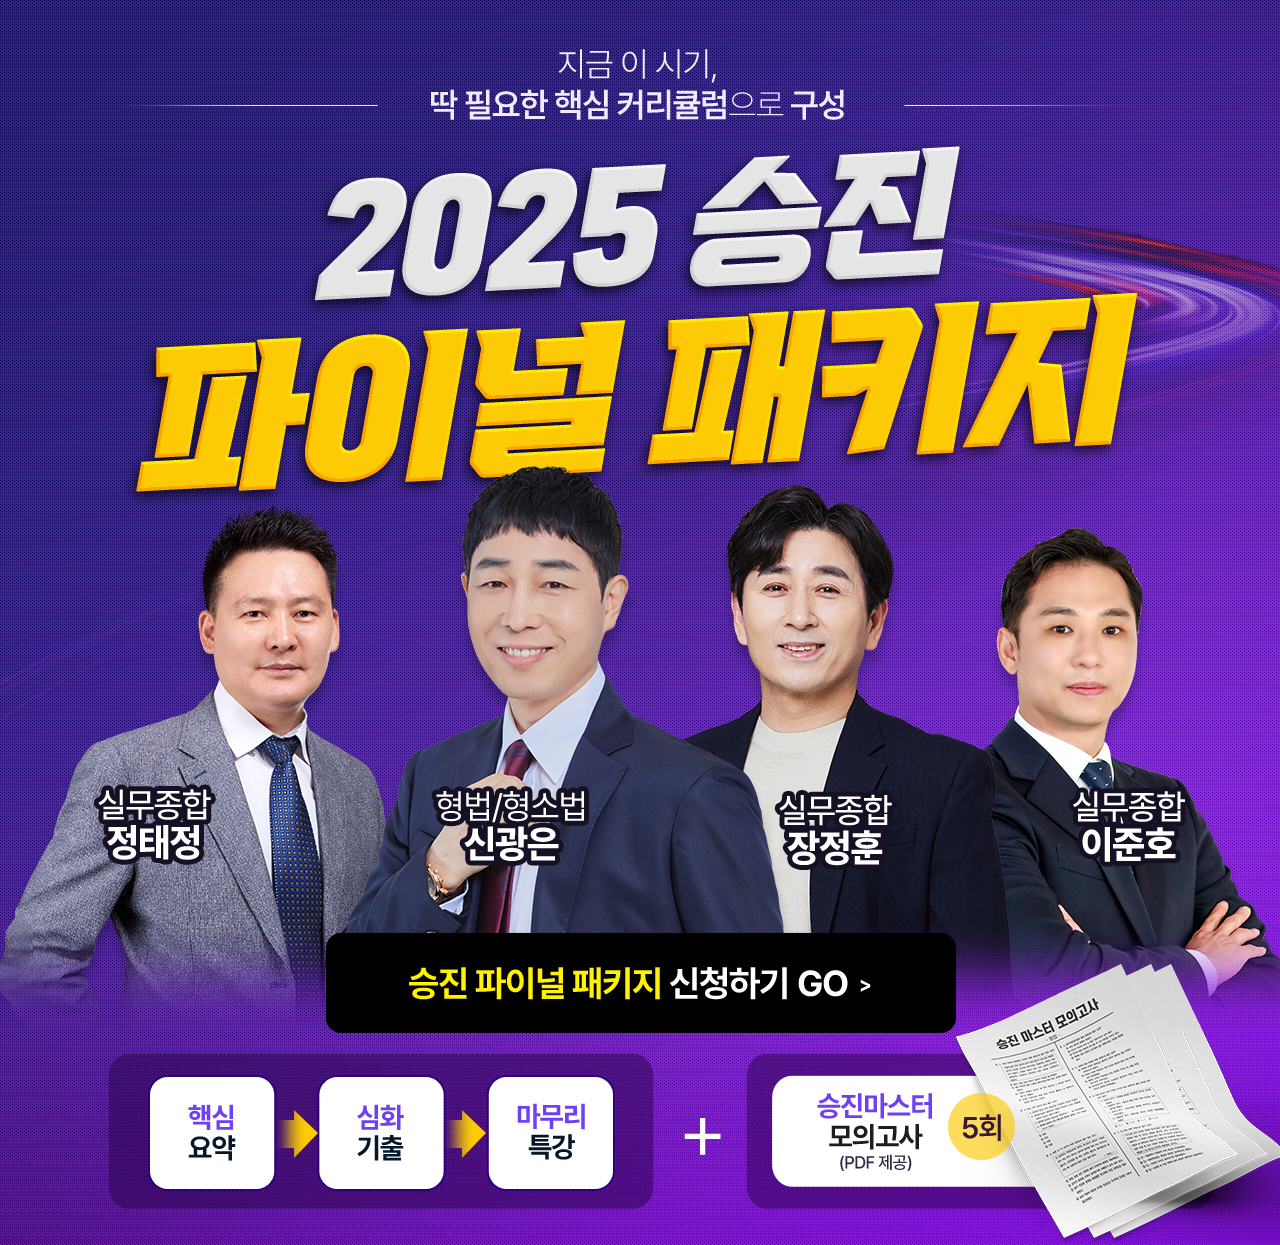 지금 이 시기,
딱 필요한 핵심 커리큘럼으로 구성
2025 승진
파이널 패키지
실무종합
정태정
형법/형소법
신광은
실무종합
장정훈
실무종합
이준호
승진 파이널 패키지 신청하기 GO >
핵심
요약
심화
기출
마무리
특강
+
승진마스터
모의고사
(PDF 제공)
5회
승진 마스터 모의고사